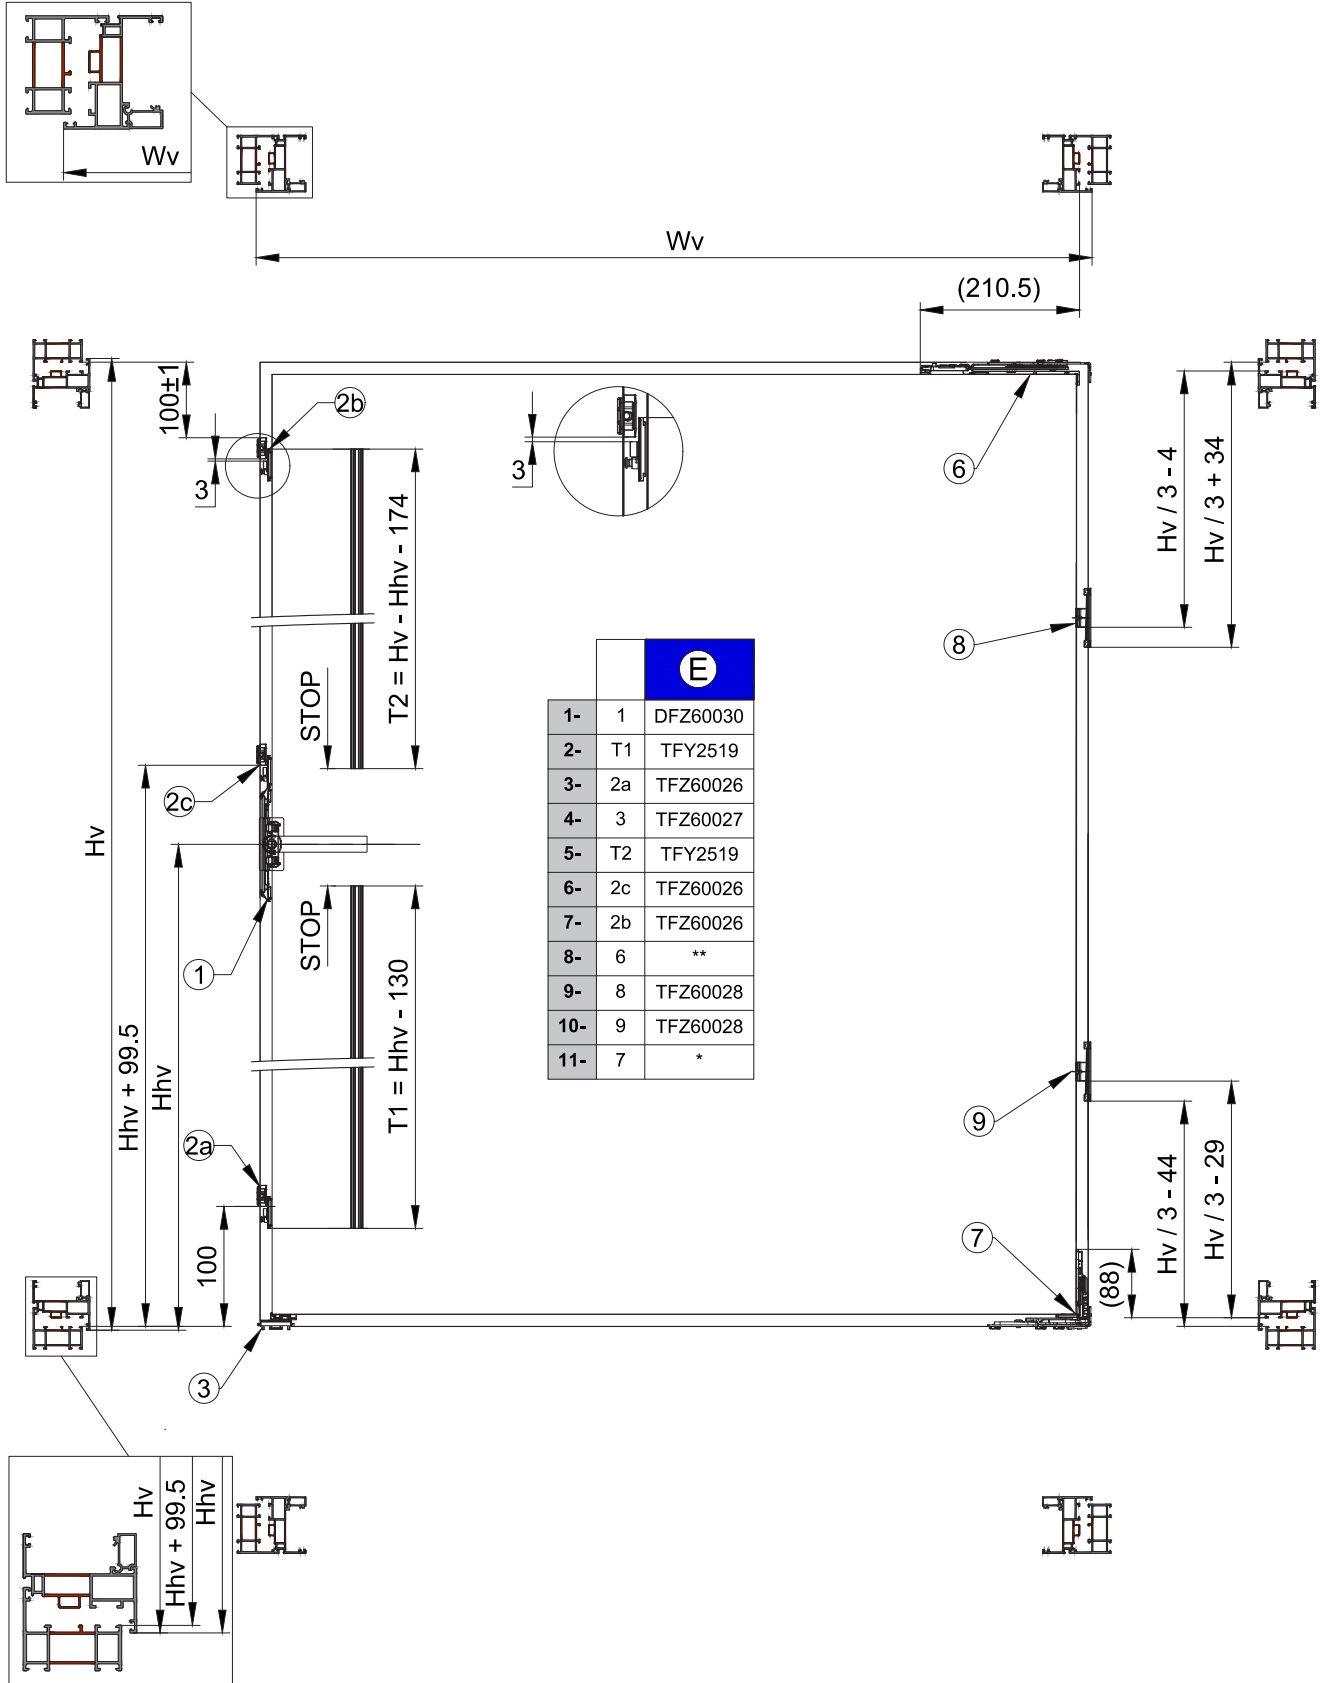 Wv
Wv
(210.5)
100±1
2b
3
3
6
Hv / 3 - 4
Hv / 3 + 34
T2 = Hv - Hhv - 174
STOP
8
E
1- 1 DFZ60030
2- T1 TFY2519
3- 2a TFZ60026
4- 3 TFZ60027
5- T2 TFY2519
6- 2c TFZ60026
7- 2b TFZ60026
8- 6 **
9- 8 TFZ60028
10- 9 TFZ60028
11- 7 *
2c
Hv
STOP
1
T1 = Hhv - 130
Hhv + 99.5
Hhv
2a
9
100
Hv / 3 - 44
Hv / 3 - 29
7
(88)
3
Hv
Hhv + 99.5
Hhv